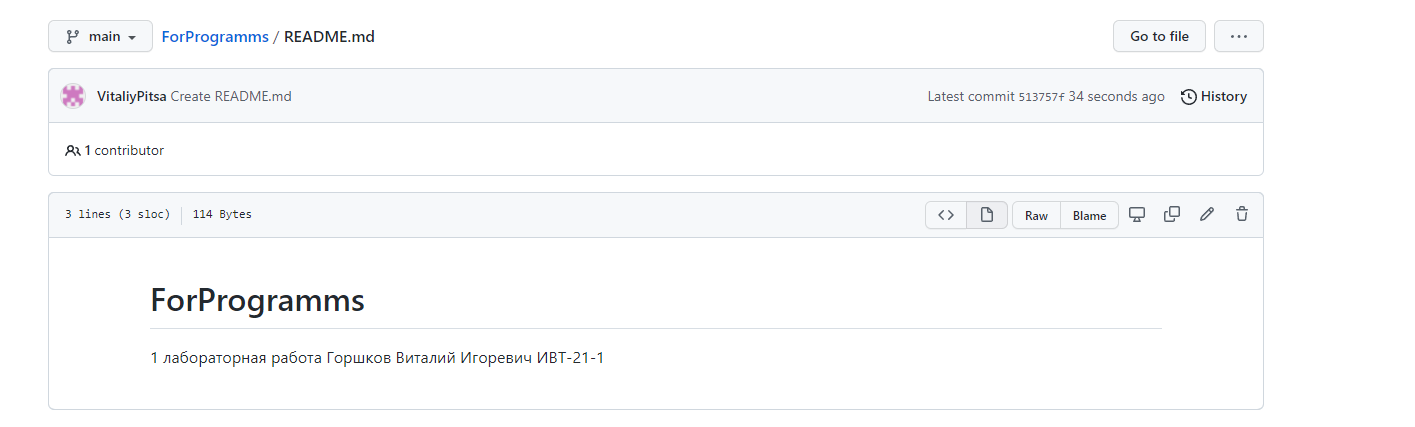 main
ForProgramms / README.md
Go to file
...
VitaliyPitsa Create README.md
Latest commit 513757f 34 seconds ago
History
1 contributor
3 lines (3 sloc)
114 Bytes
<>
Raw
Blame
ForProgramms
1 лабораторная работа Горшков Виталий Игоревич ИВТ-21-1